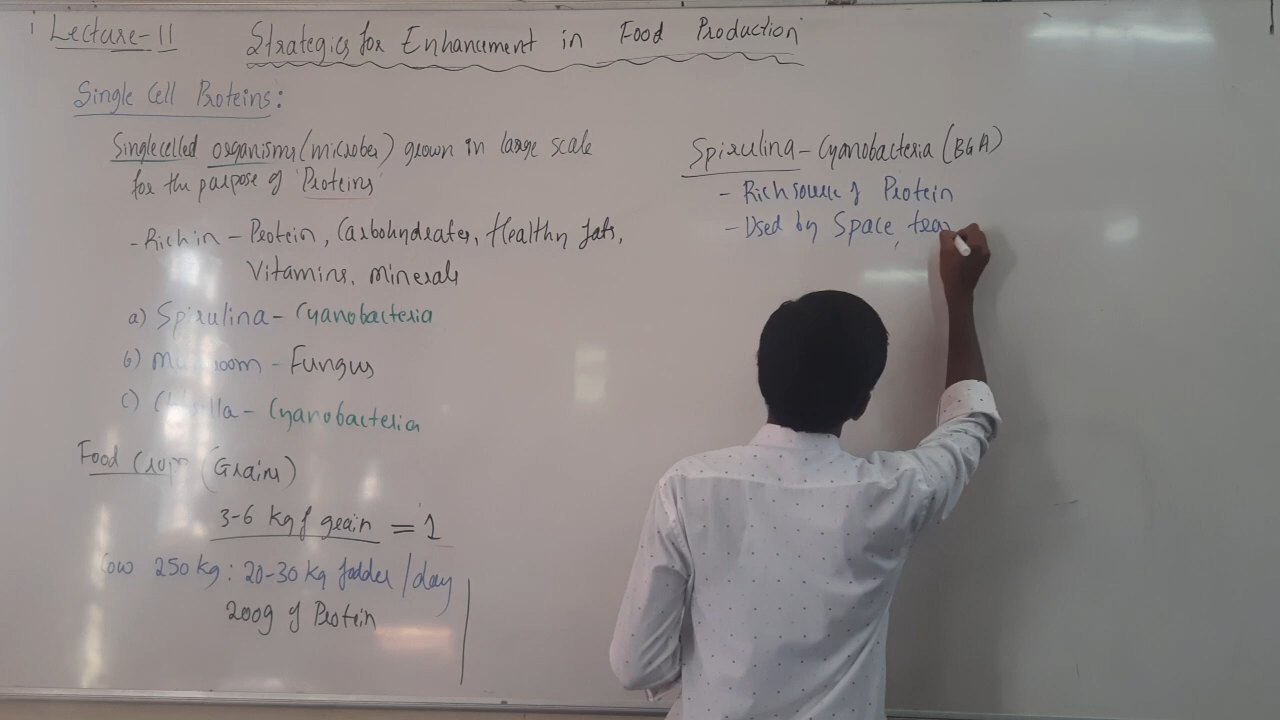 Lecture-11
Strategies for Enhancement in Food Production
Single Cell Proteins:
Singlecelled organisms (microbes) grown in large scale
for the purpose of Proteins
- Rich in - Protein, Carbohydrates, Healthy fats,
Vitamins, minerals
a) Spirulina - Cyanobacteria
b) Mushroom - Fungus
c) Chlorella - Cyanobacteria
Food Crops (Grains)
3-6 kg of grain = 1
Cow 250 kg: 20-30 kg fodder/day
200g of Protein
Spirulina - Cyanobacteria (BGA)
- Rich source of Protein
- Used by Space